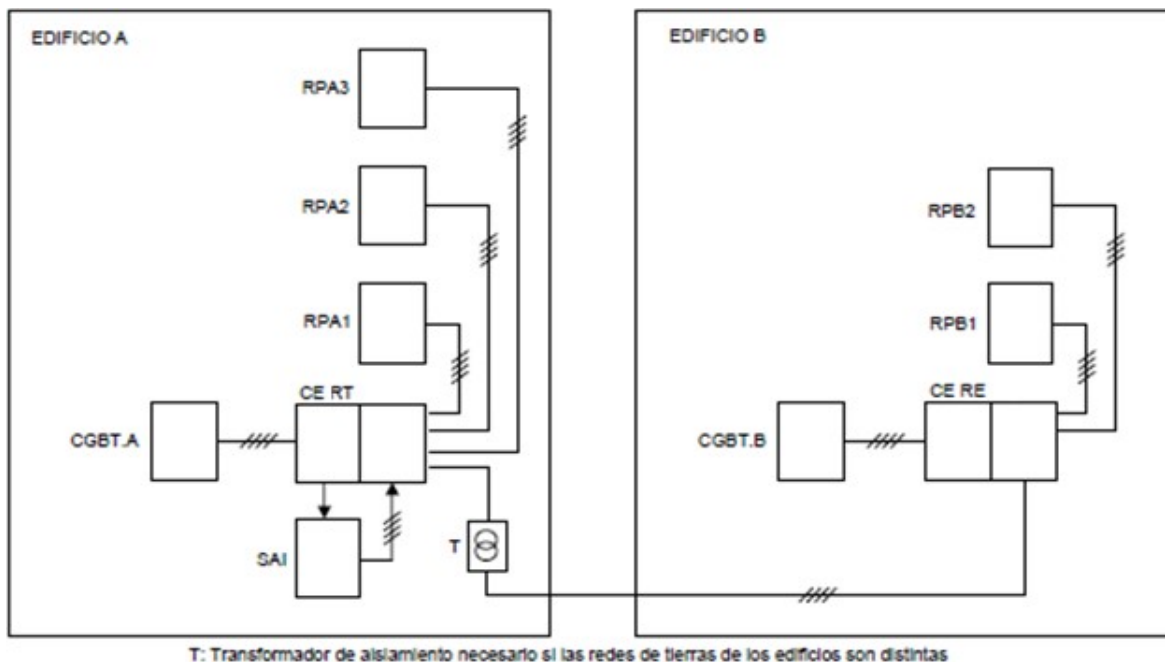 EDIFICIO A
EDIFICIO B
RPA3
RPA2
RPB2
RPA1
RPB1
CE RT
CE RE
CGBT.A
CGBT.B
SAI
T
T: Transformador de aislamiento necesario si las redes de tierras de los edificios son distintas